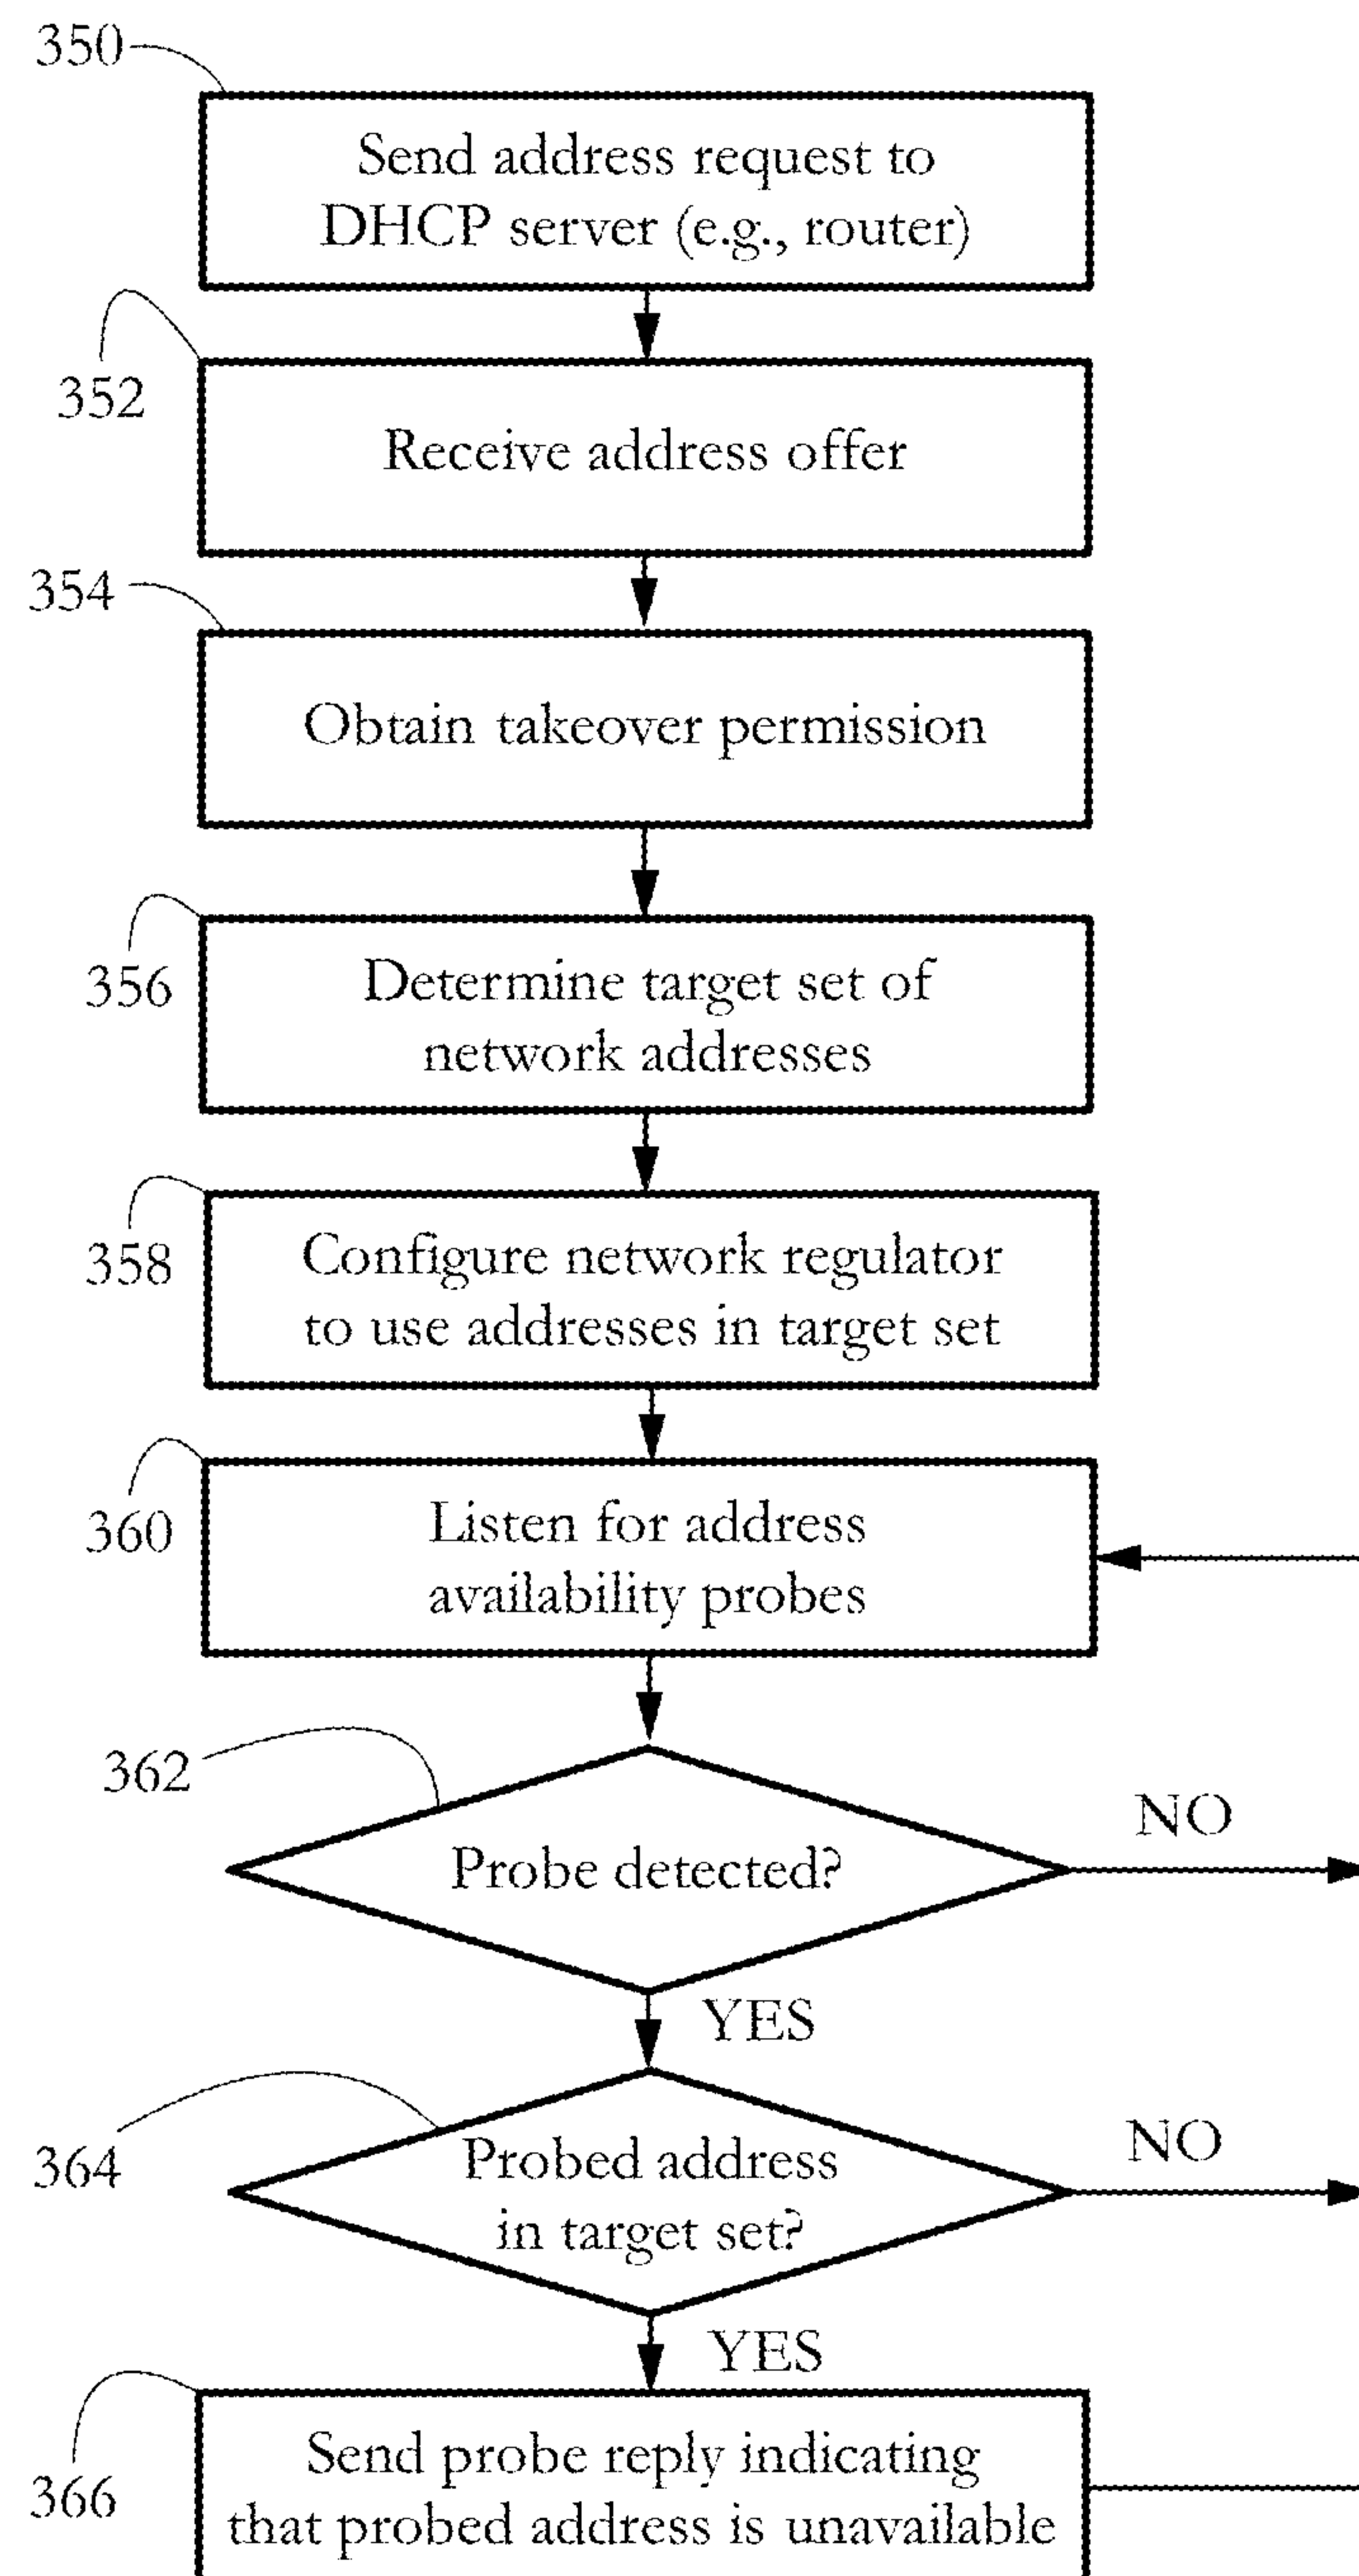 350
Send address request to
DHCP server (e.g., router)
352
Receive address offer
354
Obtain takeover permission
356
Determine target set of
network addresses
358
Configure network regulator
to use addresses in target set
360
Listen for address
availability probes
362
NO
Probe detected?
YES
364
NO
Probed address
in target set?
YES
366
Send probe reply indicating
that probed address is unavailable